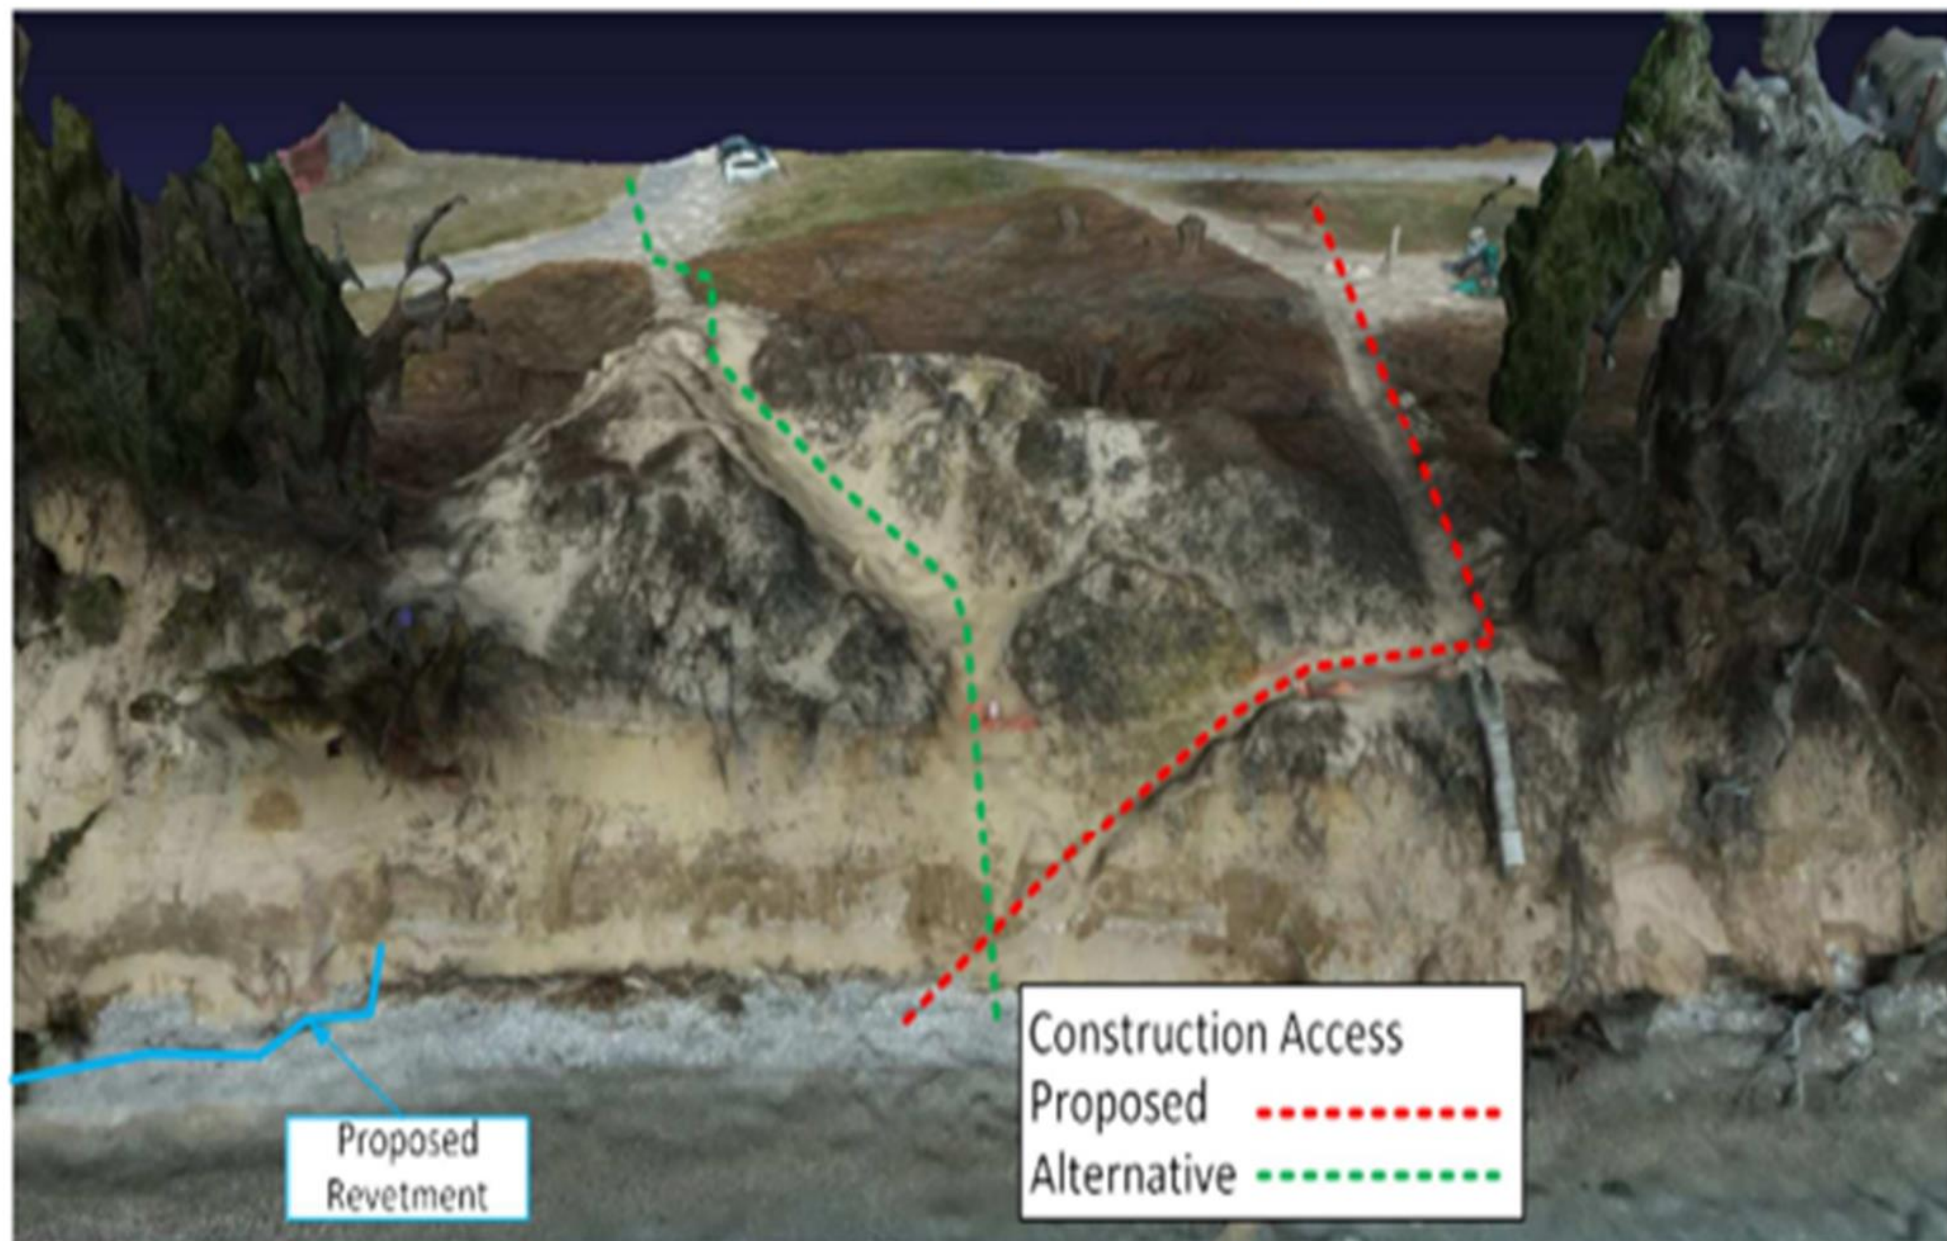 Construction Access
Proposed
Alternative
Proposed
Revetment